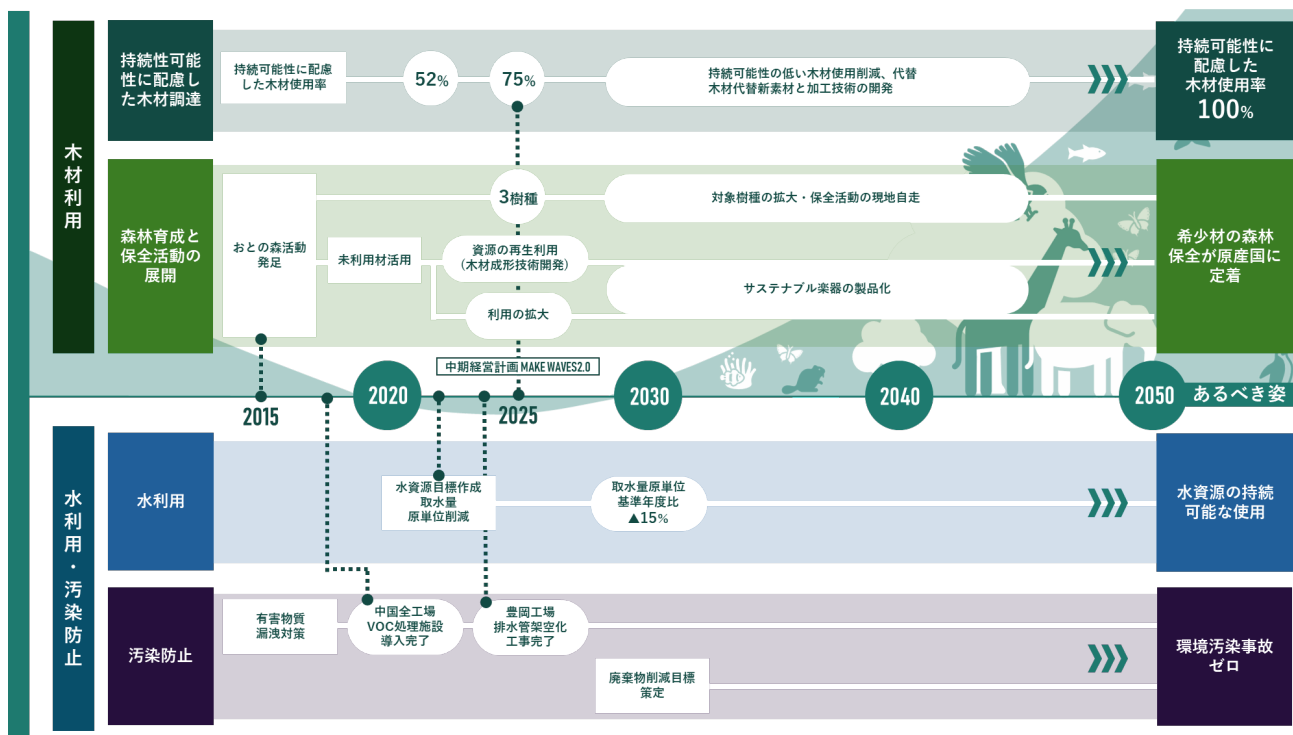 木材利用
持続性可能
性に配慮し
た木材調達
持続可能性に配慮
した木材使用率
52%
75%
持続可能性の低い木材使用削減、代替
木材代替新素材と加工技術の開発
持続可能性に
配慮した
木材使用率
100%
森林育成と
保全活動の
展開
おとの森活動
発足
3樹種
対象樹種の拡大・保全活動の現地自走
未利用材活用
資源の再生利用
(木材成形技術開発)
利用の拡大
サステナブル楽器の製品化
希少材の森林
保全が原産国に
定着
中期経営計画 MAKE WAVES2.0
2015
2020
2025
2030
2040
2050
あるべき姿
水利用・汚染防止
水利用
水資源目標作成
取水量
原単位削減
取水量原単位
基準年度比
▲15%
水資源の持続
可能な使用
汚染防止
有害物質
漏洩対策
中国全工場
VOC処理施設
導入完了
豊岡工場
排水管架空化
工事完了
廃棄物削減目標
策定
環境汚染事故
ゼロ